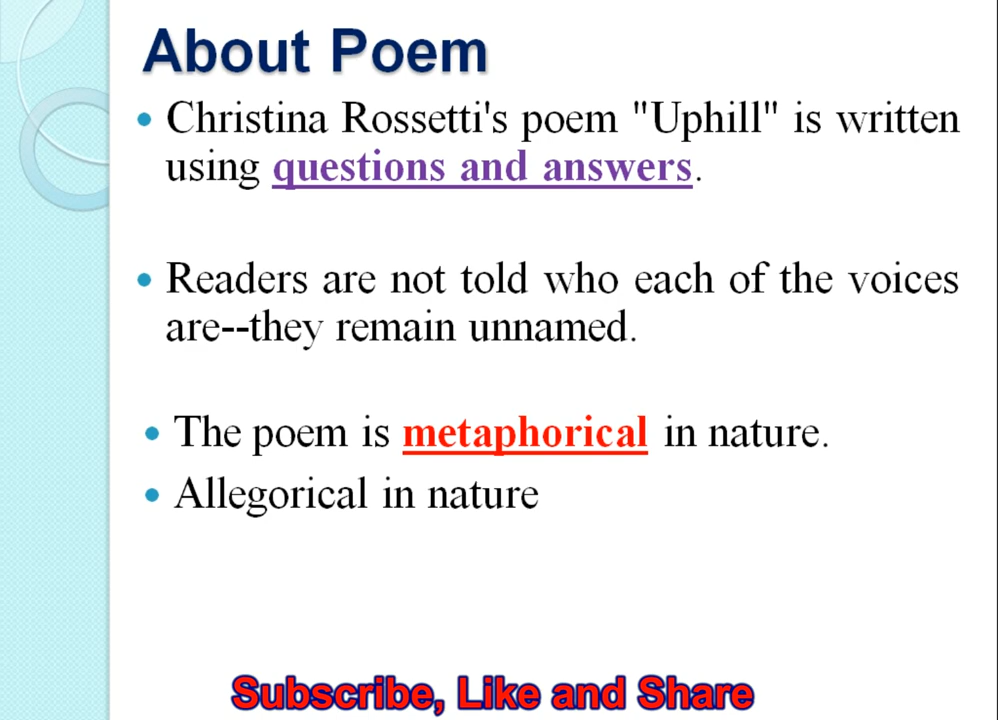 About Poem
Christina Rossetti's poem "Uphill" is written
using questions and answers.
Readers are not told who each of the voices
are--they remain unnamed.
The poem is metaphorical in nature.
Allegorical in nature
Subscribe, Like and Share